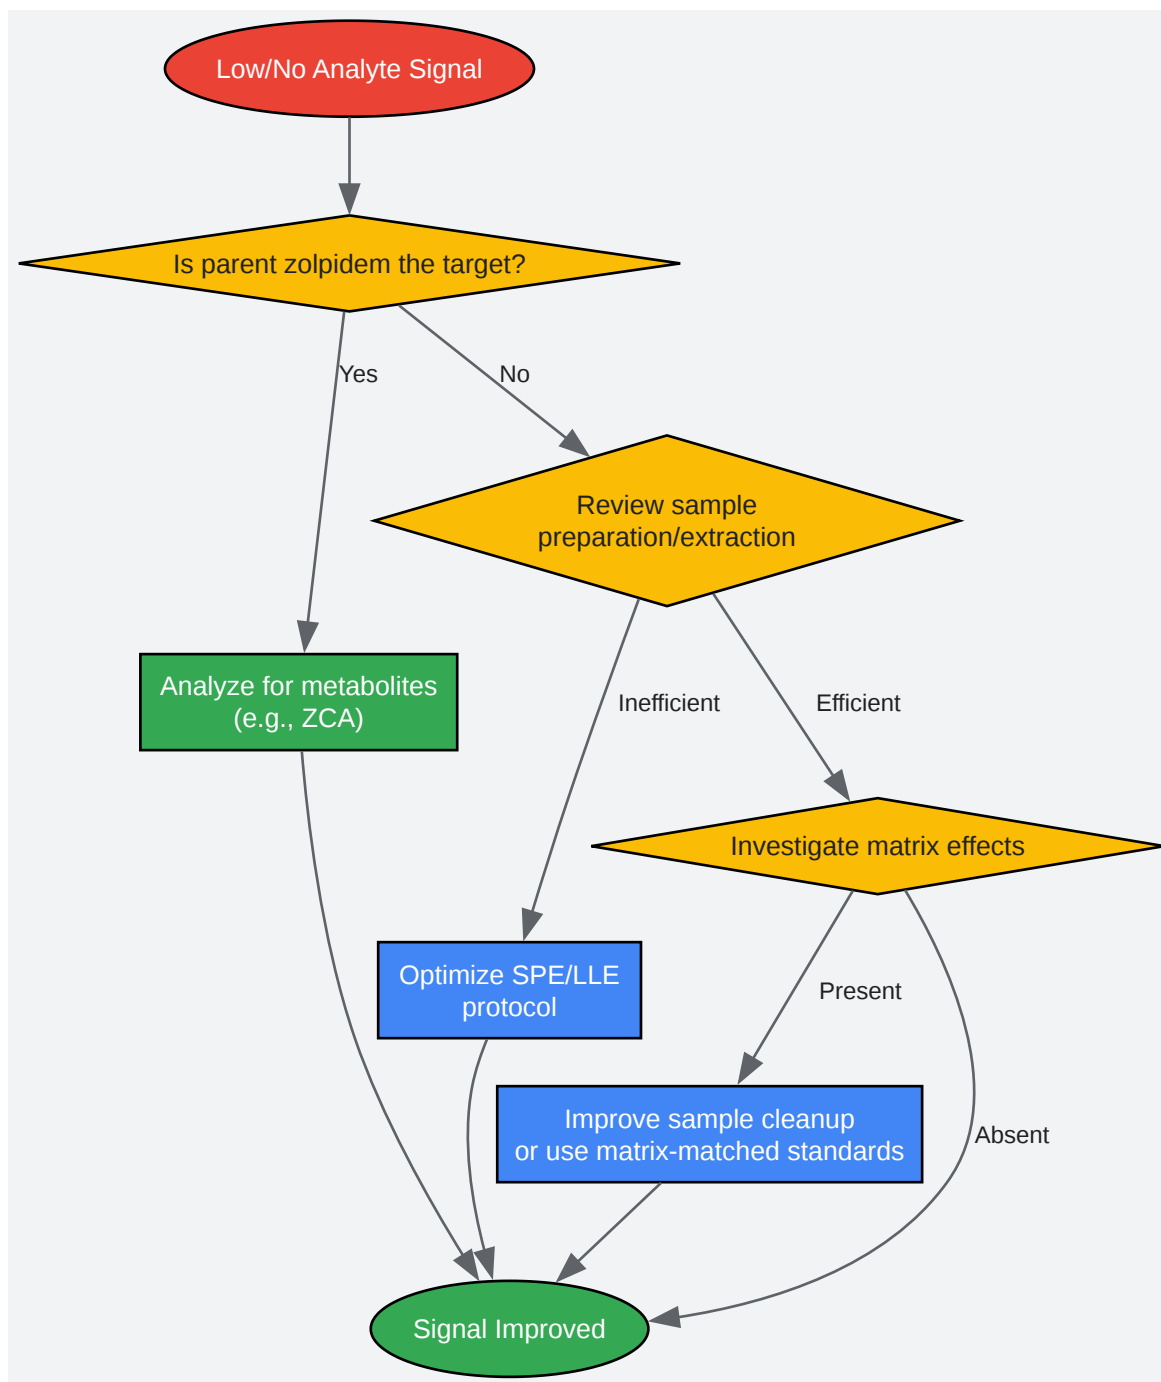 Low/No Analyte Signal
Is parent zolpidem the target?
Yes
No
Review sample
preparation/extraction
Analyze for metabolites
(e.g., ZCA)
Inefficient
Efficient
Investigate matrix effects
Optimize SPE/LLE
protocol
Present
Improve sample cleanup
or use matrix-matched standards
Absent
Signal Improved